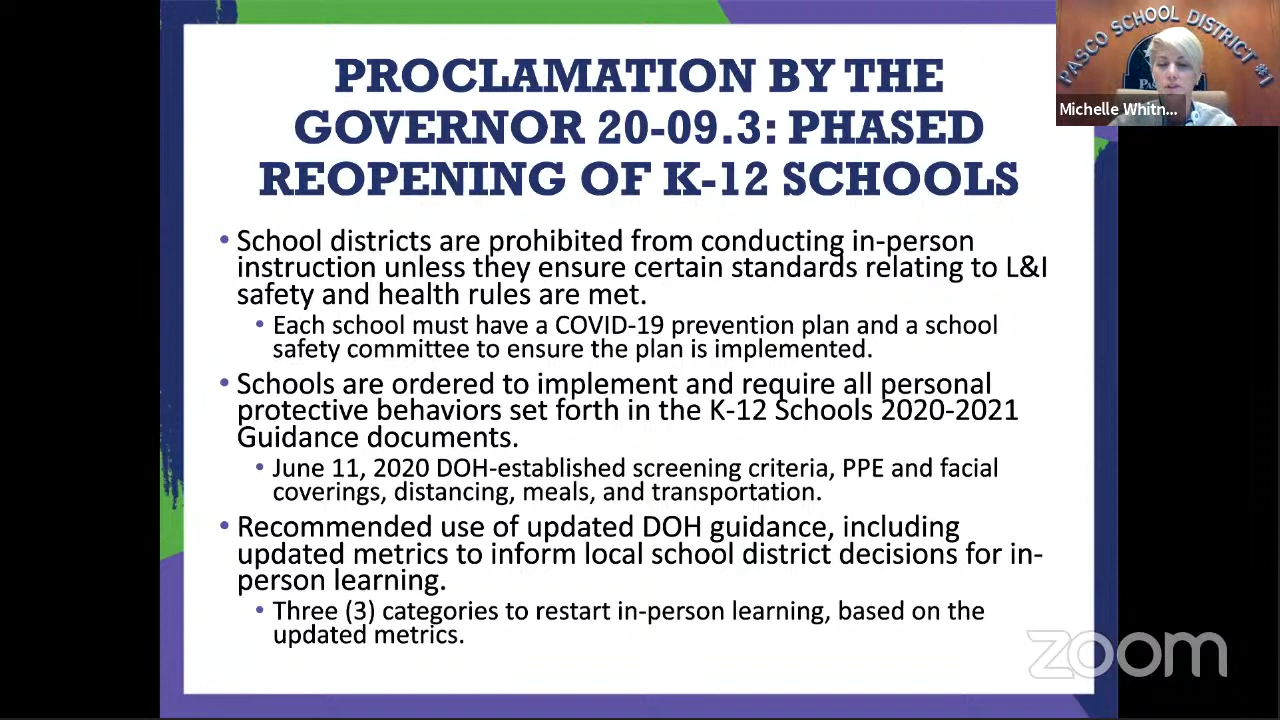 PROCLAMATION BY THE
GOVERNOR 20-09.3: PHASED
REOPENING OF K-12 SCHOOLS
• School districts are prohibited from conducting in-person
instruction unless they ensure certain standards relating to L&I
safety and health rules are met.
• Each school must have a COVID-19 prevention plan and a school
safety committee to ensure the plan is implemented.
• Schools are ordered to implement and require all personal
protective behaviors set forth in the K-12 Schools 2020-2021
Guidance documents.
• June 11, 2020 DOH-established screening criteria, PPE and facial
coverings, distancing, meals, and transportation.
• Recommended use of updated DOH guidance, including
updated metrics to inform local school district decisions for in-
person learning.
• Three (3) categories to restart in-person learning, based on the
updated metrics.
PASCO SCHOOL DISTRICT #1
Michelle Whitn...
zoom